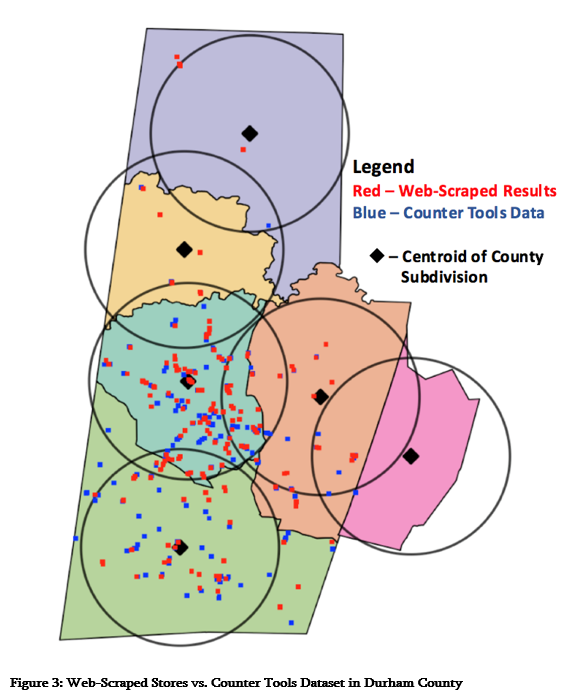 Legend
Red – Web-Scraped Results
Blue – Counter Tools Data
– Centroid of County
Subdivision
Figure 3: Web-Scraped Stores vs. Counter Tools Dataset in Durham County